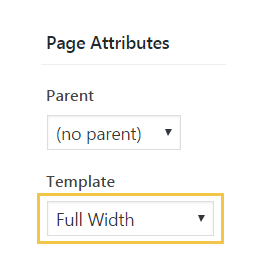 Page Attributes
Parent
(no parent)
Template
Full Width